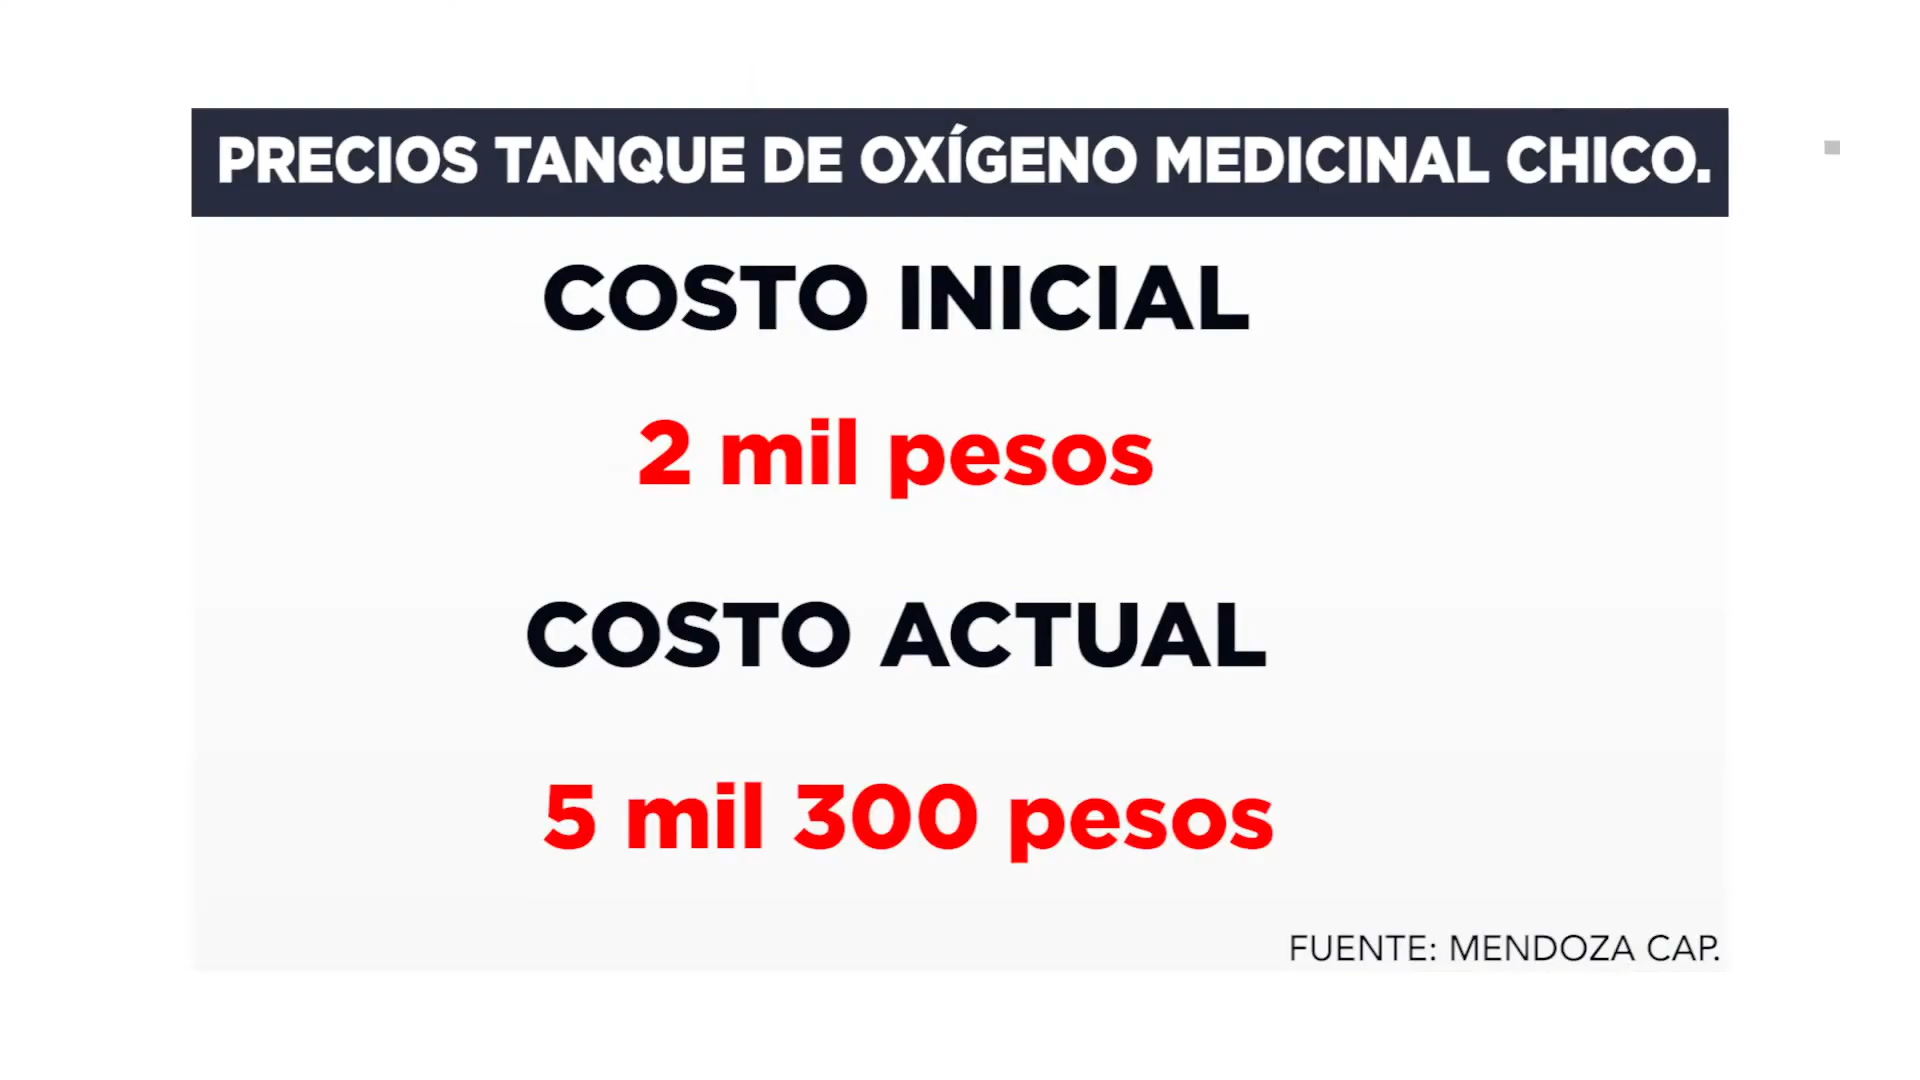 PRECIOS TANQUE DE OXÍGENO MEDICINAL CHICO.
COSTO INICIAL
2 mil pesos
COSTO ACTUAL
5 mil 300 pesos
FUENTE: MENDOZA CAP.